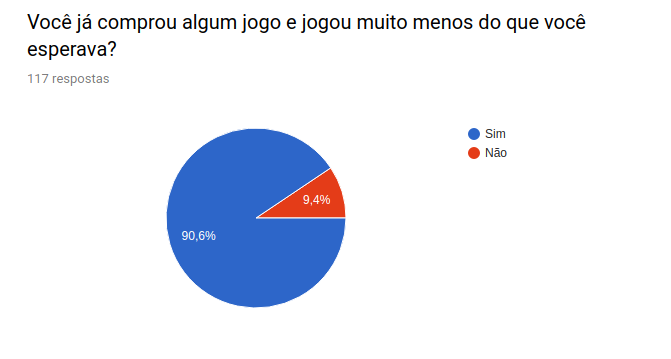 Você já comprou algum jogo e jogou muito menos do que você
esperava?
117 respostas
Sim
Não
9,4%
90,6%